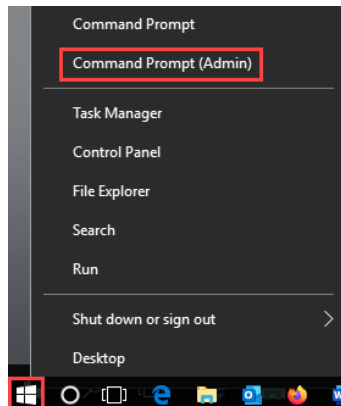 Command Prompt
Command Prompt (Admin)
Task Manager
Control Panel
File Explorer
Search
Run
Shut down or sign out
Desktop